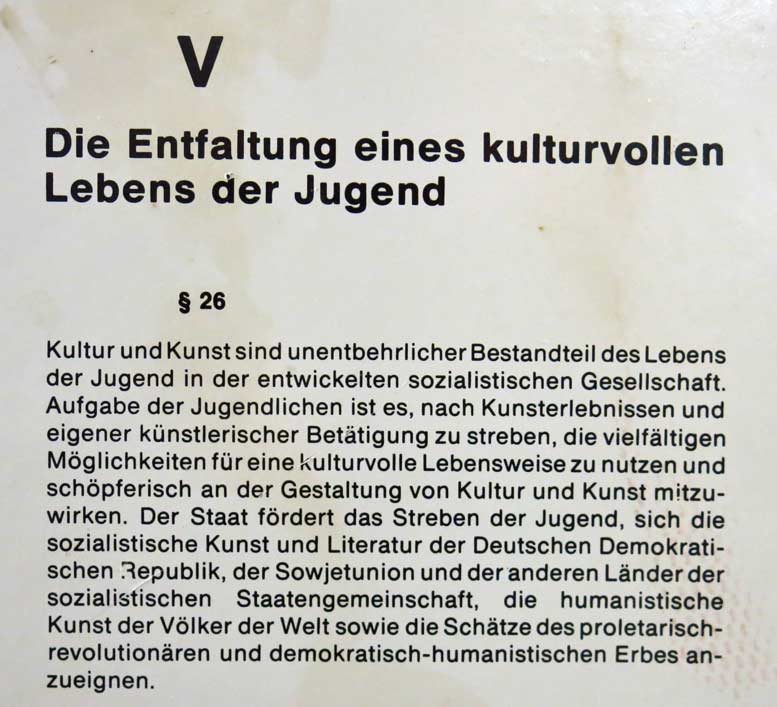 V
Die Entfaltung eines kulturvollen
Lebens der Jugend
§ 26
Kultur und Kunst sind unentbehrlicher Bestandteil des Lebens
der Jugend in der entwickelten sozialistischen Gesellschaft.
Aufgabe der Jugendlichen ist es, nach Kunsterlebnissen und
eigener künstlerischer Betätigung zu streben, die vielfältigen
Möglichkeiten für eine kulturvolle Lebensweise zu nutzen und
schöpferisch an der Gestaltung von Kultur und Kunst mitzu-
wirken. Der Staat fördert das Streben der Jugend, sich die
sozialistische Kunst und Literatur der Deutschen Demokrati-
schen Republik, der Sowjetunion und der anderen Länder der
sozialistischen Staatengemeinschaft, die humanistische
Kunst der Völker der Welt sowie die Schätze des proletarisch-
revolutionären und demokratisch-humanistischen Erbes an-
zueignen.